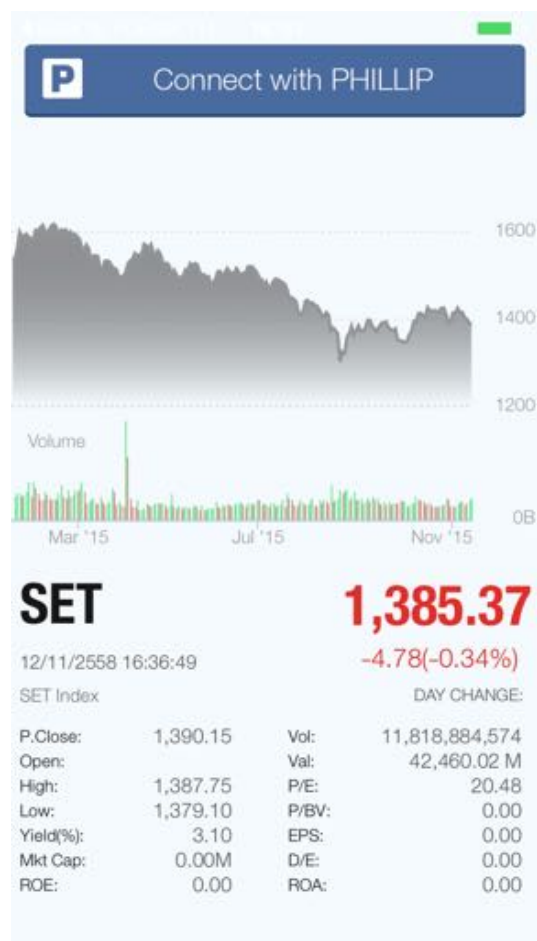 P Connect with PHILLIP
1600
1400
1200
Volume
0B
Mar '15 Jul '15 Nov '15
SET 1,385.37
12/11/2558 16:36:49 -4.78(-0.34%)
SET Index DAY CHANGE:
P.Close: 1,390.15 Vol: 11,818,884,574
Open: Val: 42,460.02 M
High: 1,387.75 P/E: 20.48
Low: 1,379.10 P/BV: 0.00
Yield(%): 3.10 EPS: 0.00
Mkt Cap: 0.00M D/E: 0.00
ROE: 0.00 ROA: 0.00